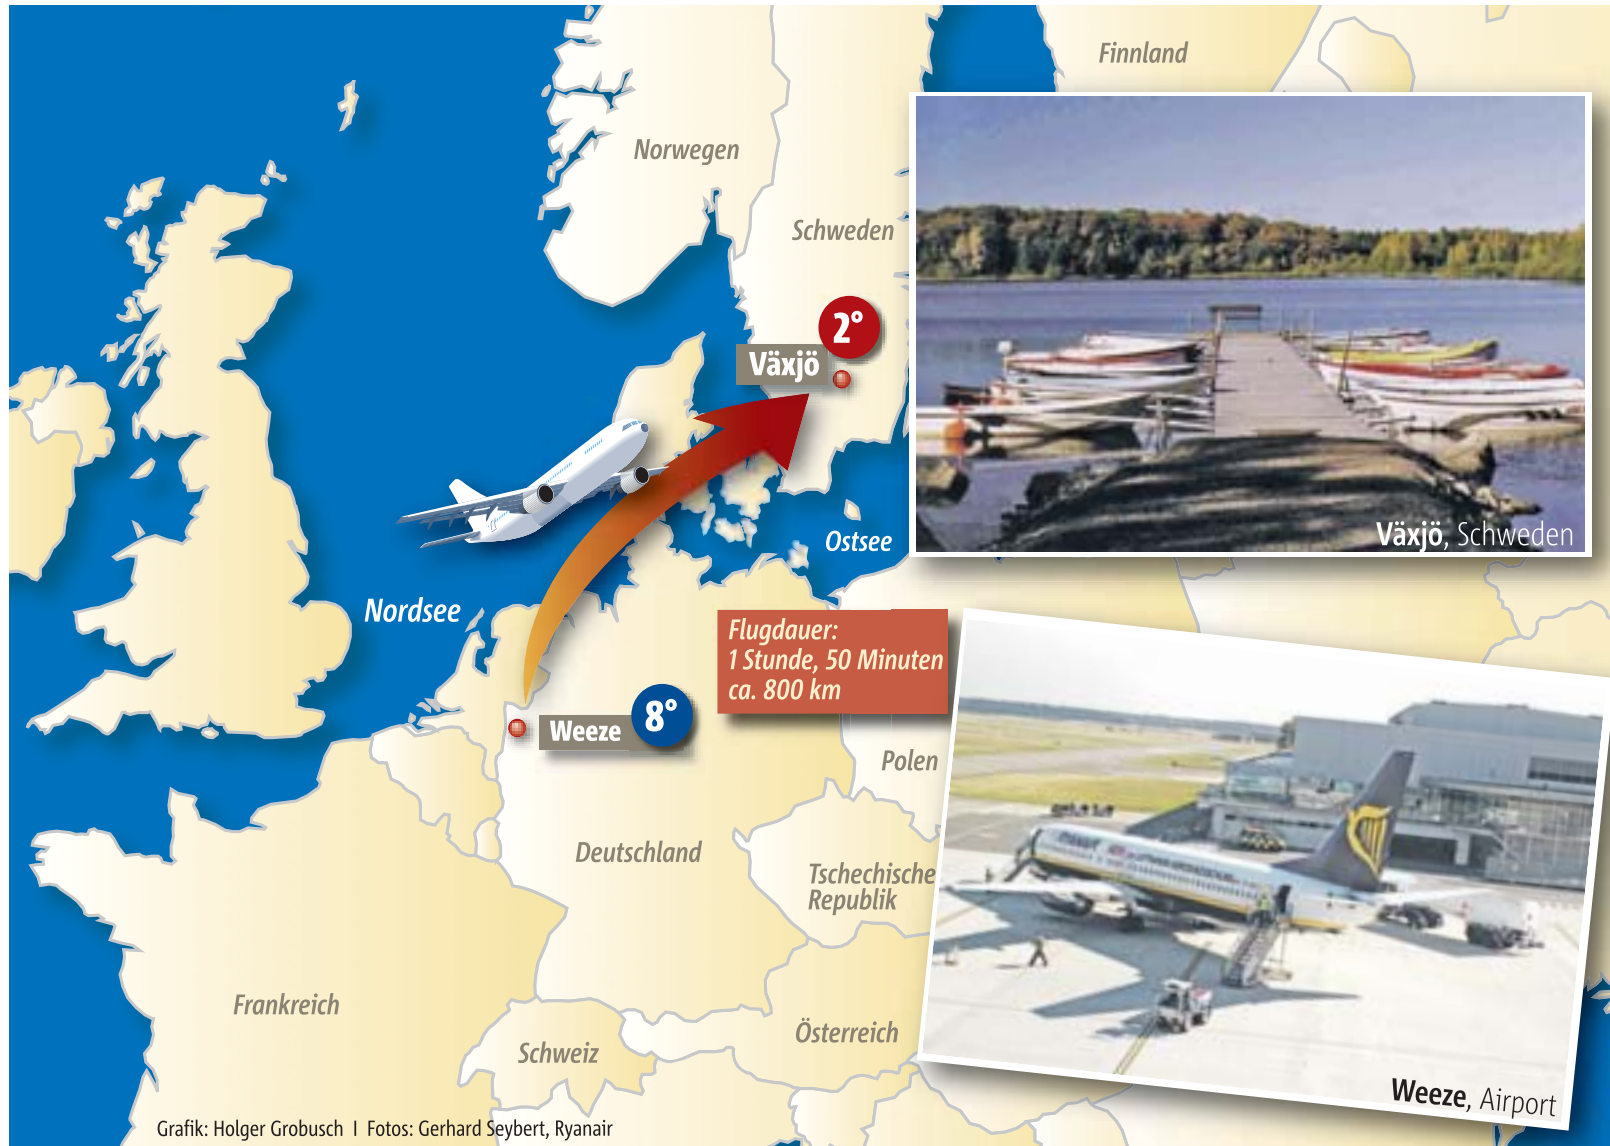 Finnland
Norwegen
Schweden
2°
Växjö
Växjö, Schweden
Ostsee
Nordsee
Flugdauer:
1 Stunde, 50 Minuten
ca. 800 km
8°
Weeze
Polen
Deutschland
Tschechische
Republik
Frankreich
Österreich
Schweiz
Weeze, Airport
Grafik: Holger Grobusch I Fotos: Gerhard Seybert, Ryanair